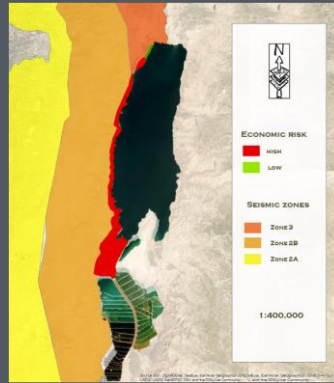 N
ECONOMIC RISK
HIGH
LOW
SEISMIC ZONES
ZONE 3
ZONE 2B
ZONE 2A
1:400,000